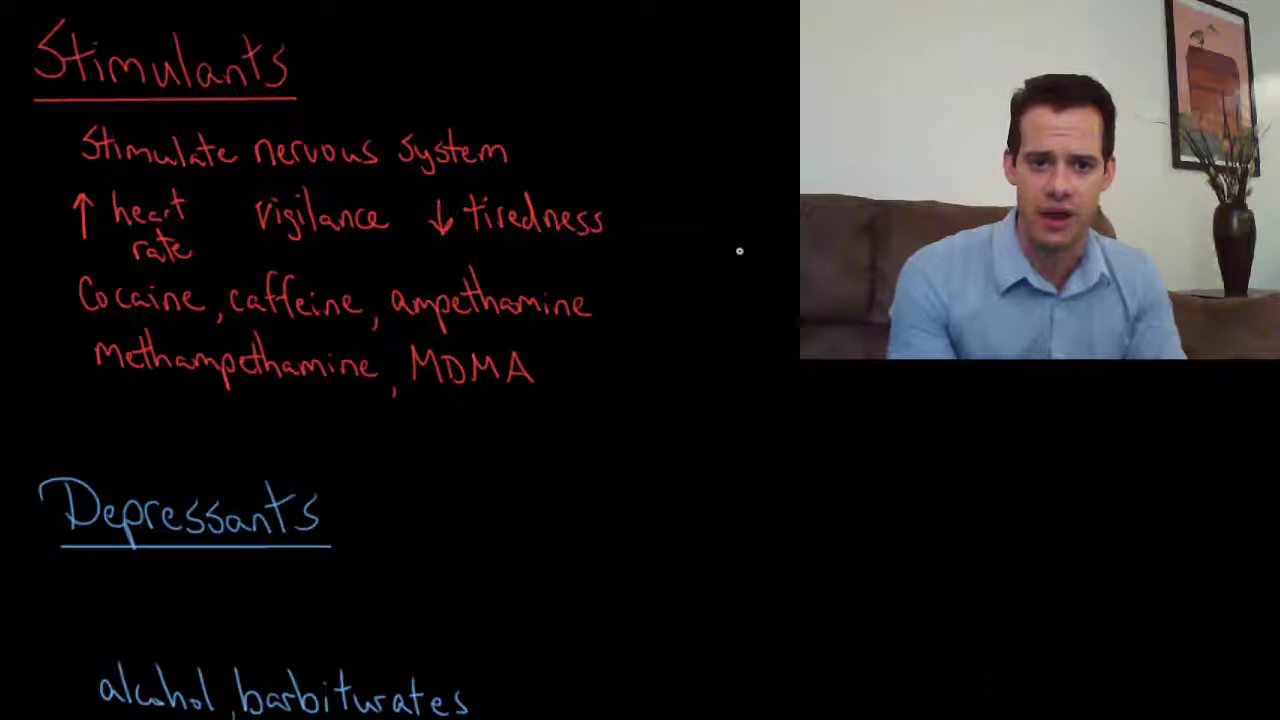 Stimulants
Stimulate nervous system
↑ heart rate vigilance ↓ tiredness
Cocaine, caffeine, ampethamine
Methampethamine, MDMA
Depressants
alcohol, barbiturates